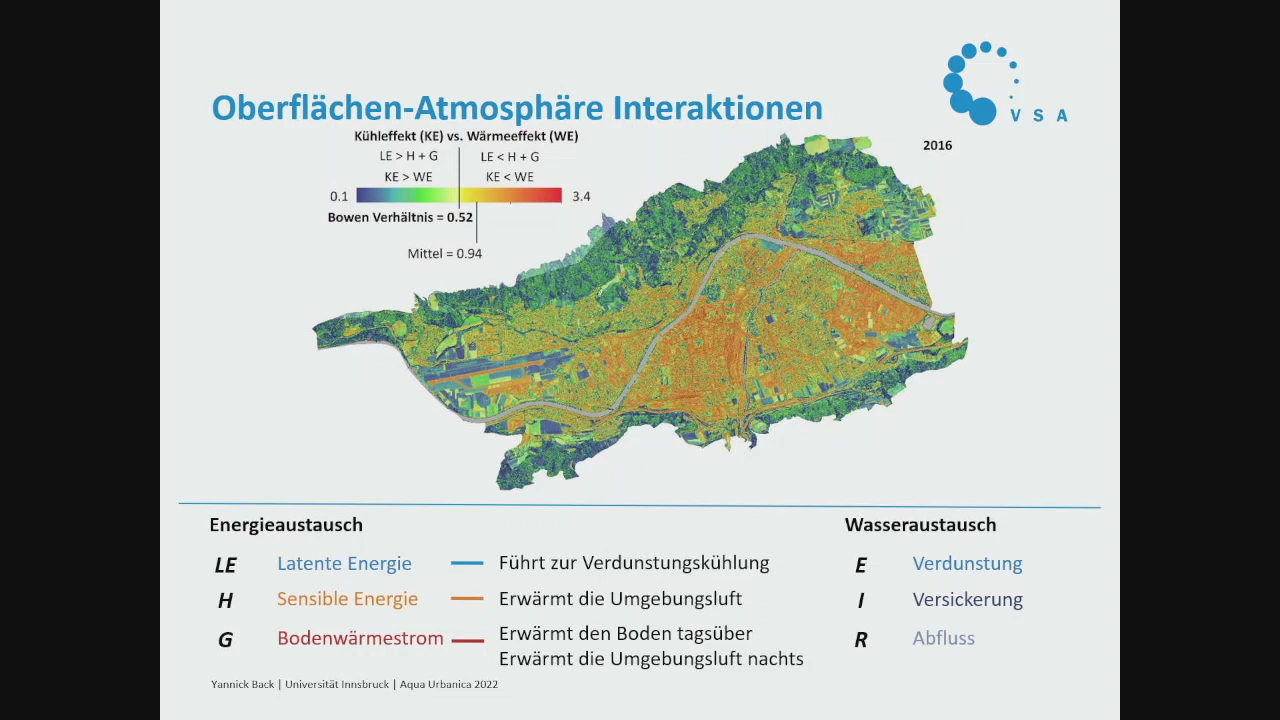 Oberflächen-Atmosphäre Interaktionen
VSA
Kühleffekt (KE) vs. Wärmeeffekt (WE)
2016
LE > H + G LE < H + G
KE > WE KE < WE
0.1 3.4
Bowen Verhältnis = 0.52
Mittel = 0.94
Energieaustausch Wasseraustausch
LE Latente Energie Führt zur Verdunstungskühlung E Verdunstung
H Sensible Energie Erwärmt die Umgebungsluft I Versickerung
G Bodenwärmestrom Erwärmt den Boden tagsüber R Abfluss
Erwärmt die Umgebungsluft nachts
Yannick Back | Universität Innsbruck | Aqua Urbanica 2022